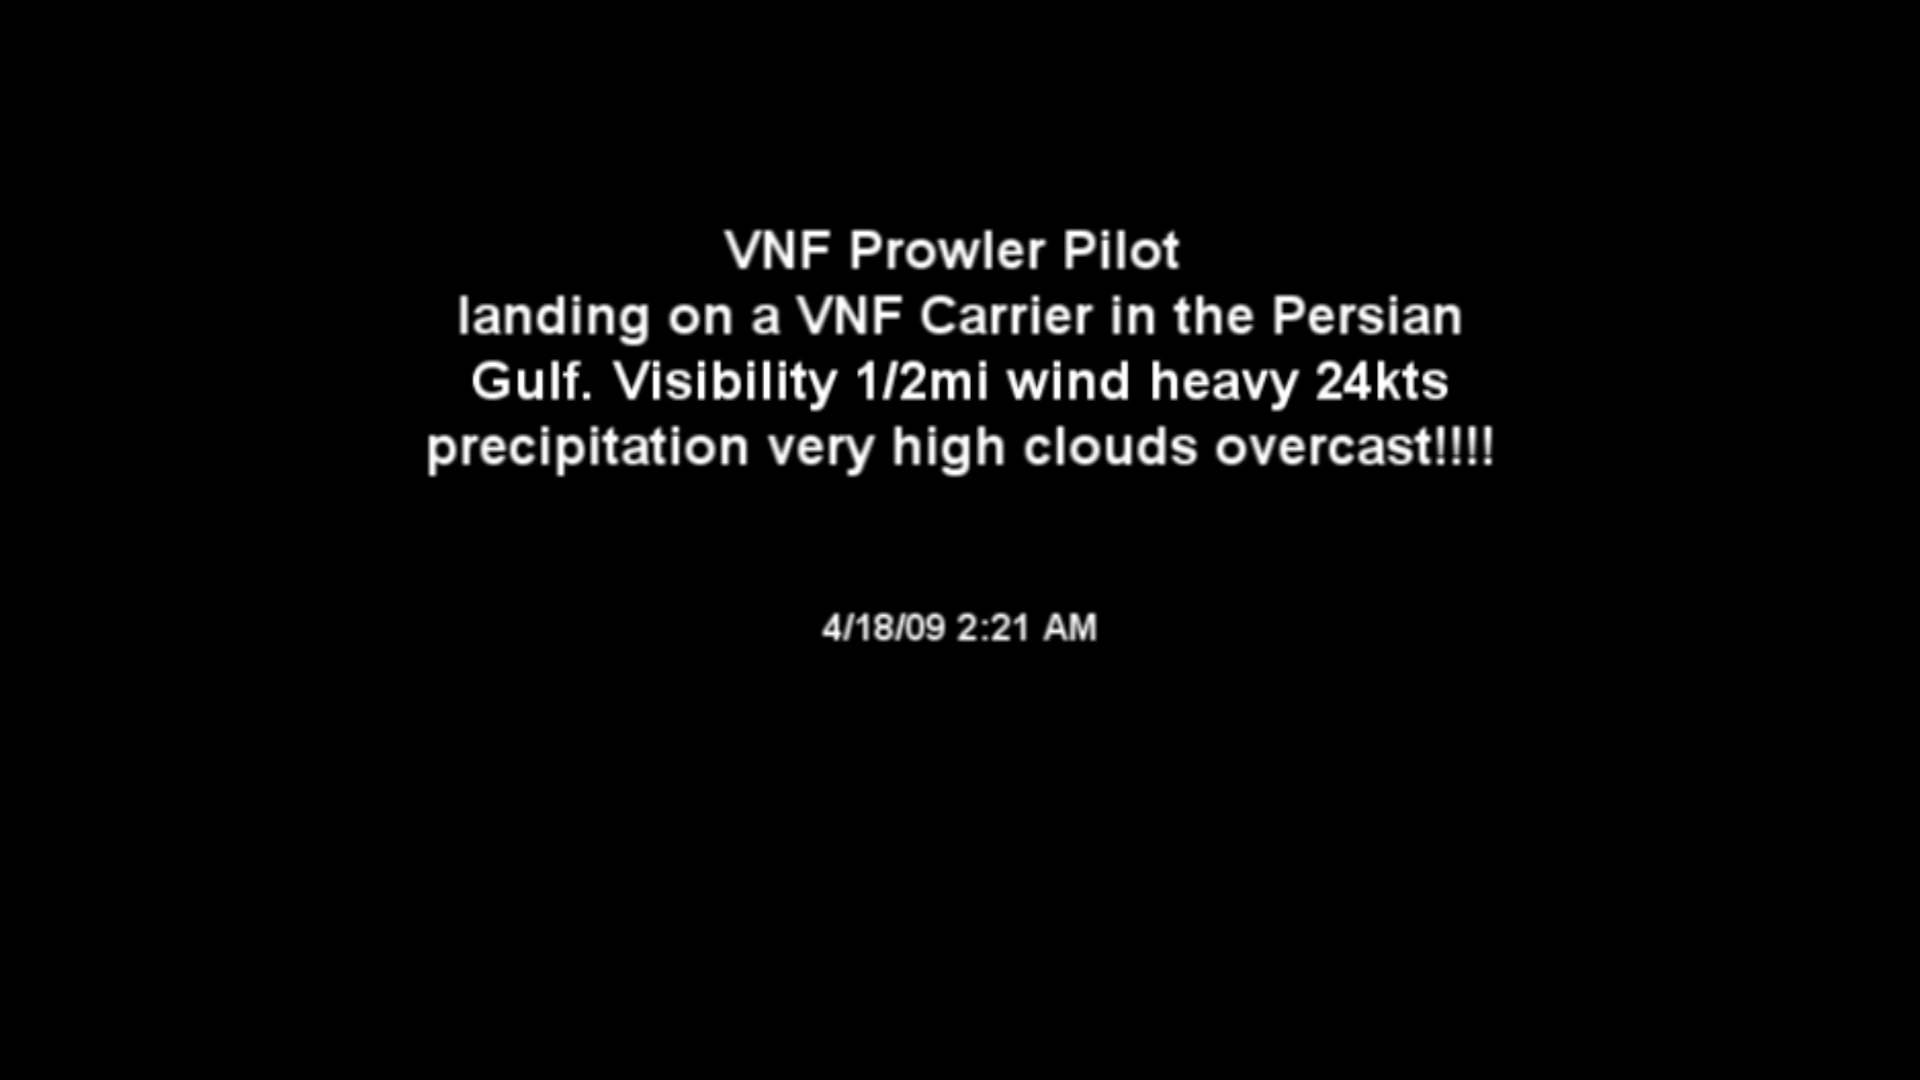 VNF Prowler Pilot
landing on a VNF Carrier in the Persian
Gulf. Visibility 1/2mi wind heavy 24kts
precipitation very high clouds overcast!!!!
4/18/09 2:21 AM